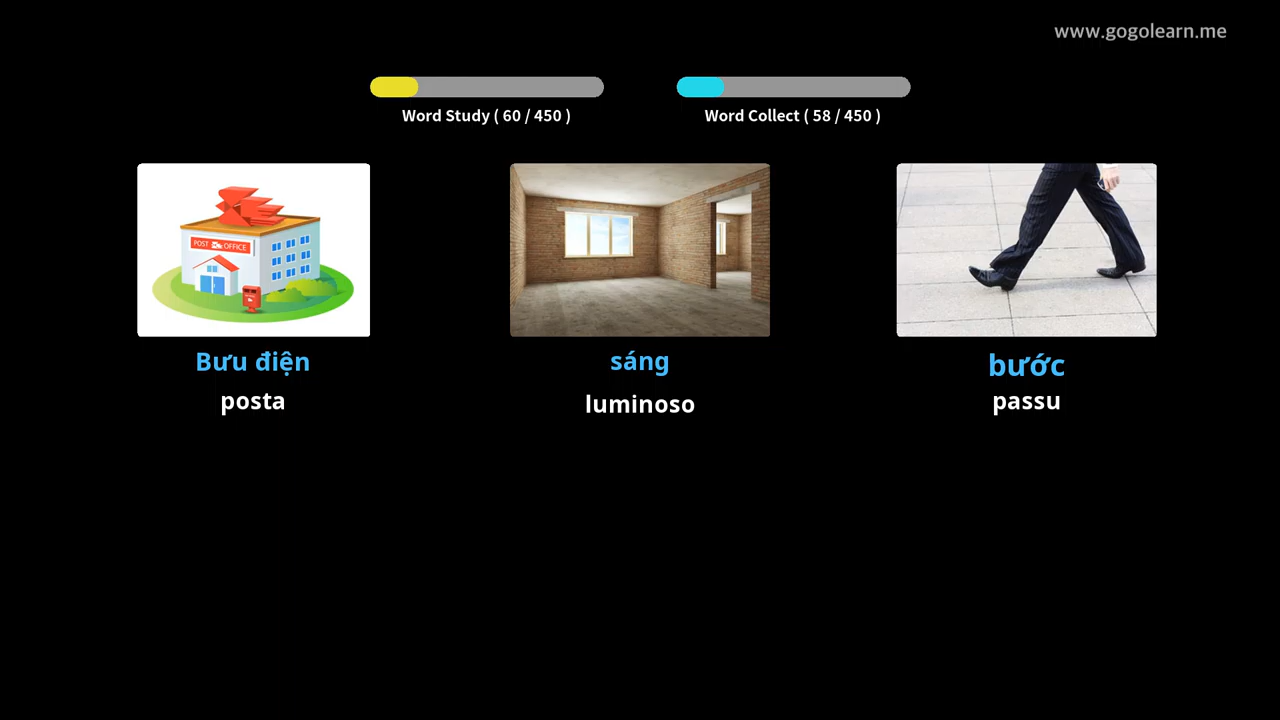 www.gogolearn.me
Word Study ( 60 / 450 )
Word Collect ( 58 / 450 )
POST OFFICE
Bưu điện
posta
sáng
luminoso
bước
passu